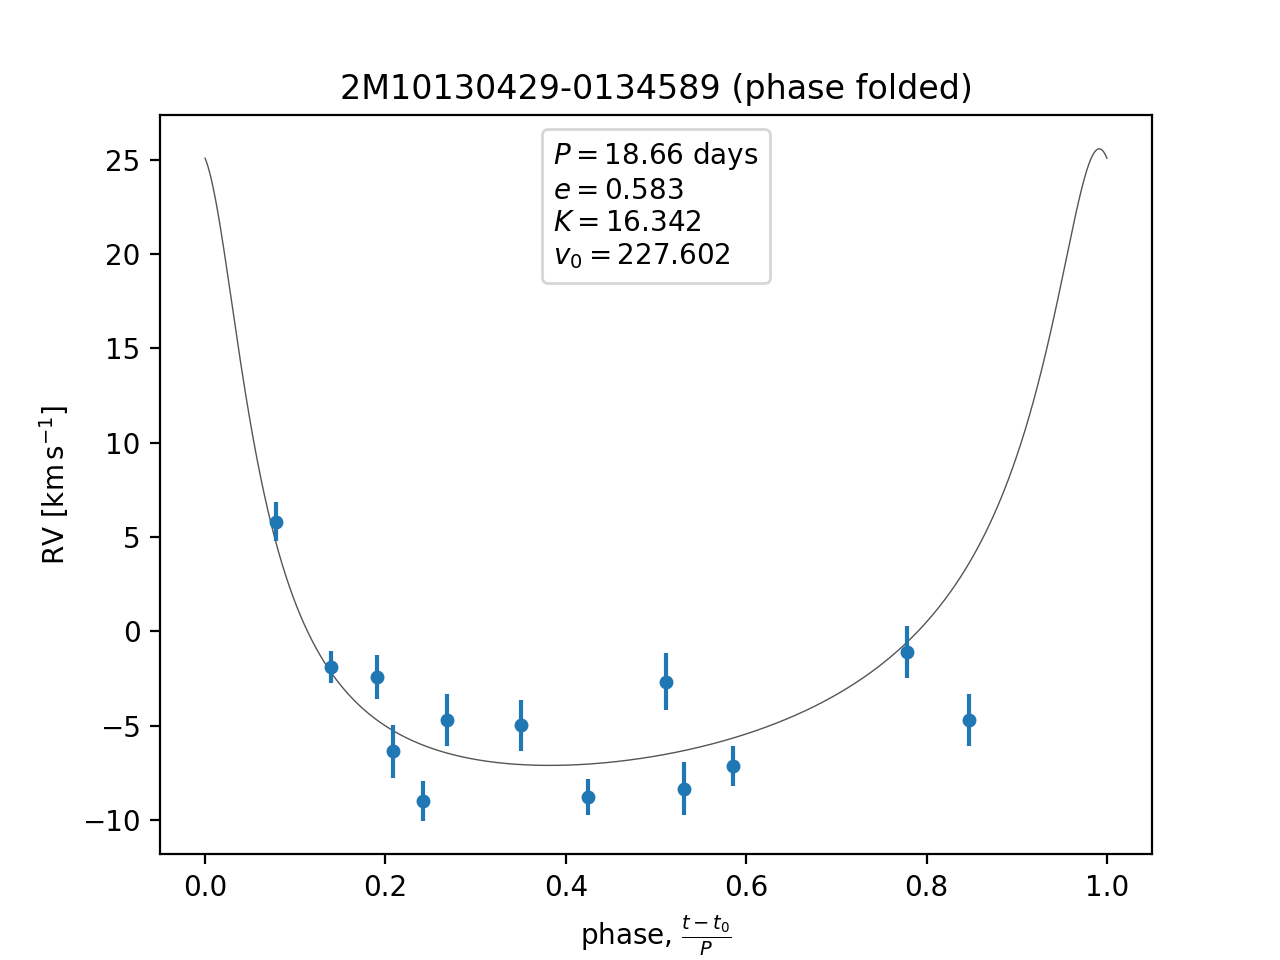 2M10130429-0134589 (phase folded)
P = 18.66 days
e = 0.583
K = 16.342
v₀ = 227.602
25
20
15
10
5
0
−5
−10
RV [km s⁻¹]
0.0 0.2 0.4 0.6 0.8 1.0
phase, (t − t₀)/P